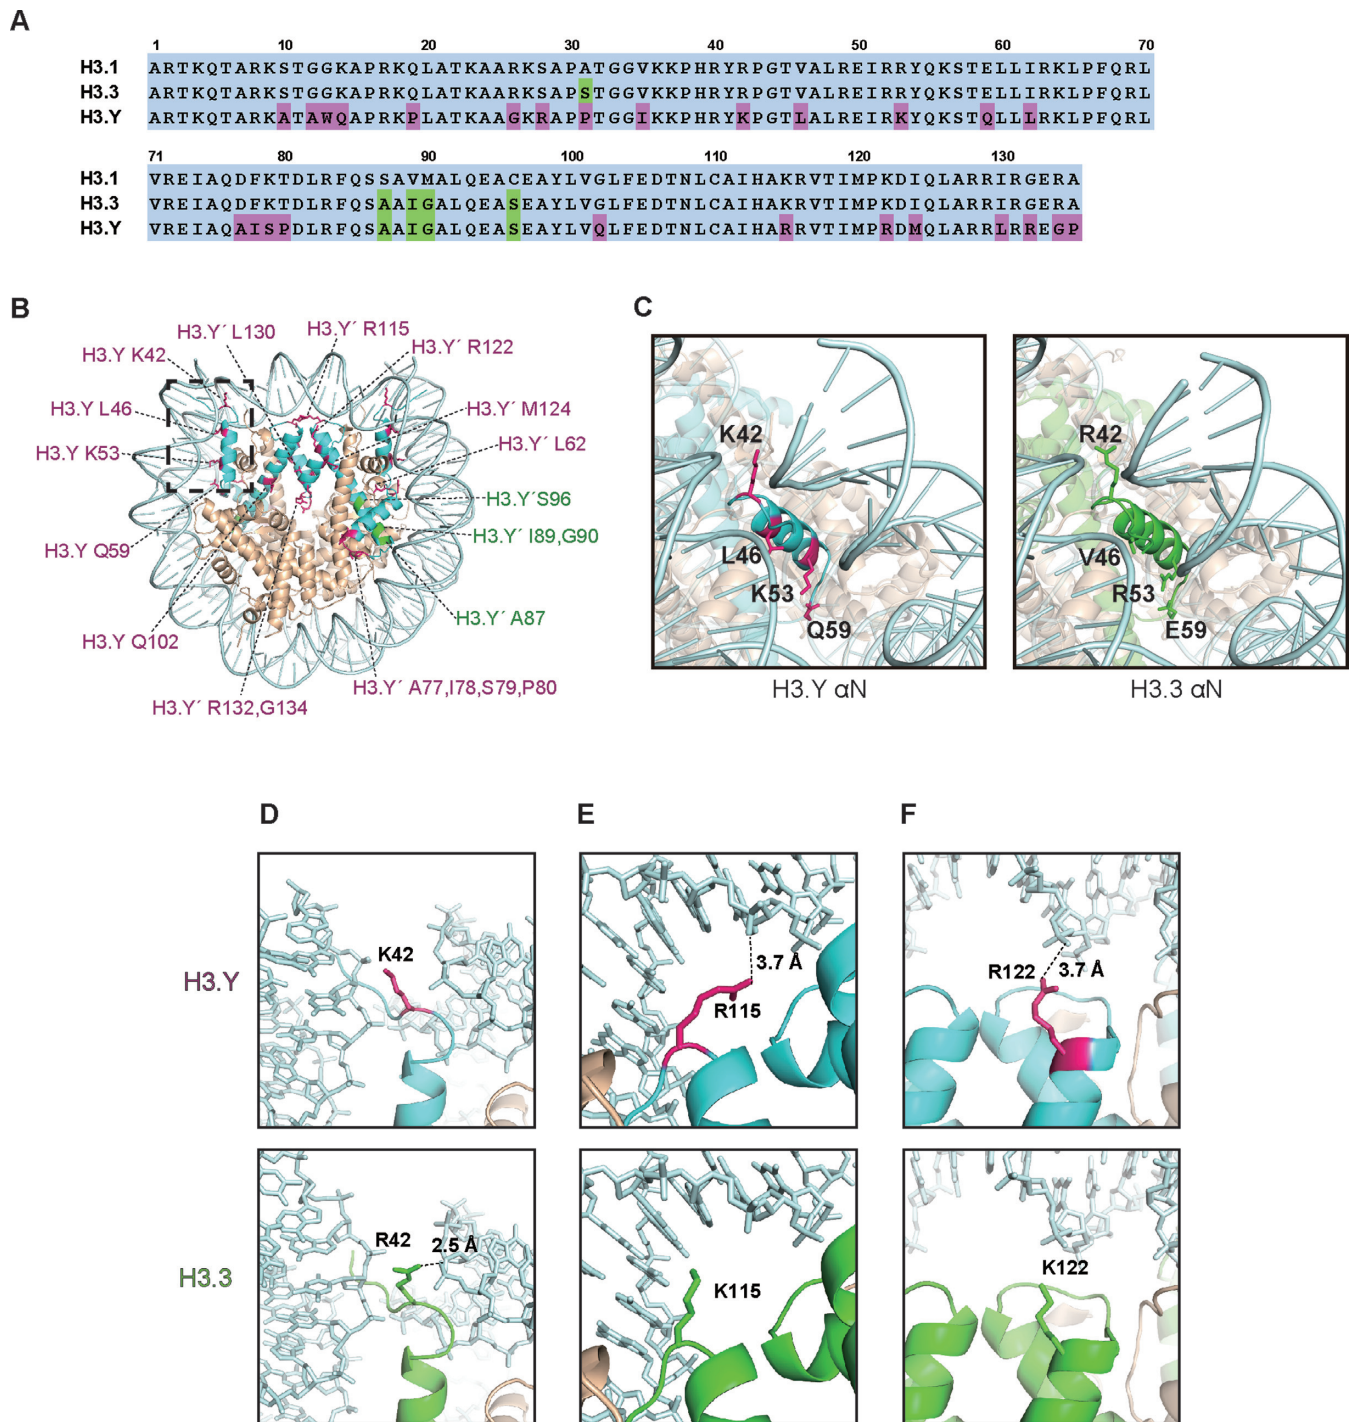 A
1 10 20 30 40 50 60 70
H3.1 ARTKQTARKSTGGKAPRKQLATKAARKSAPATGGVKKPHRYRPGTVALREIRRYQKSTELLIRKLPFQRL
H3.3 ARTKQTARKSTGGKAPRKQLATKAARKSAPSTGGVKKPHRYRPGTVALREIRRYQKSTELLIRKLPFQRL
H3.Y ARTKQTARKATAWQAPRKPLATKAAGKRAPPTGGIKKPHRYKPGTLALREIRKYQKSTQLLLRKLPFQRL
71 80 90 100 110 120 130
H3.1 VREIAQDFKTDLRFQSSAVMALQEACEAYLVGLFEDTNLCAIHAKRVTIMPKDIQLARRIRGERA
H3.3 VREIAQDFKTDLRFQSAAIGALQEASEAYLVGLFEDTNLCAIHAKRVTIMPKDIQLARRIRGERA
H3.Y VREIAQAISPDLRFQSAAIGALQEASEAYLVQLFEDTNLCAIHARRVTIMPRDMQLARRLRREGP
B
H3.Y´ L130
H3.Y´ R115
H3.Y K42
H3.Y´ R122
H3.Y L46
H3.Y´ M124
H3.Y K53
H3.Y´ L62
H3.Y´S96
H3.Y´ I89,G90
H3.Y Q59
H3.Y´ A87
H3.Y Q102
H3.Y´ A77,I78,S79,P80
H3.Y´ R132,G134
C
K42
L46
K53
Q59
H3.Y αN
R42
V46
R53
E59
H3.3 αN
D
E
F
H3.Y
K42
3.7 Å
R115
R122
3.7 Å
H3.3
R42
2.5 Å
K115
K122